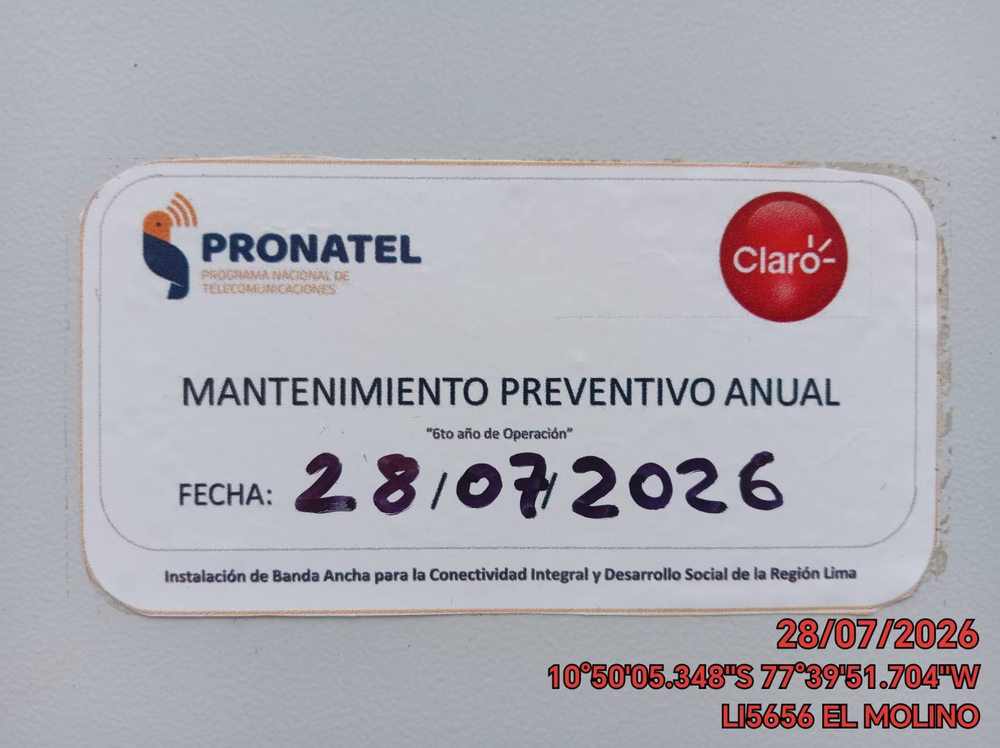 PRONATEL
PROGRAMA NACIONAL DE
TELECOMUNICACIONES
Claro
MANTENIMIENTO PREVENTIVO ANUAL
"6to año de Operación"
FECHA: 28/07/2026
Instalación de Banda Ancha para la Conectividad Integral y Desarrollo Social de la Región Lima
28/07/2026
10°50'05.348"S 77°39'51.704"W
LI5656 EL MOLINO